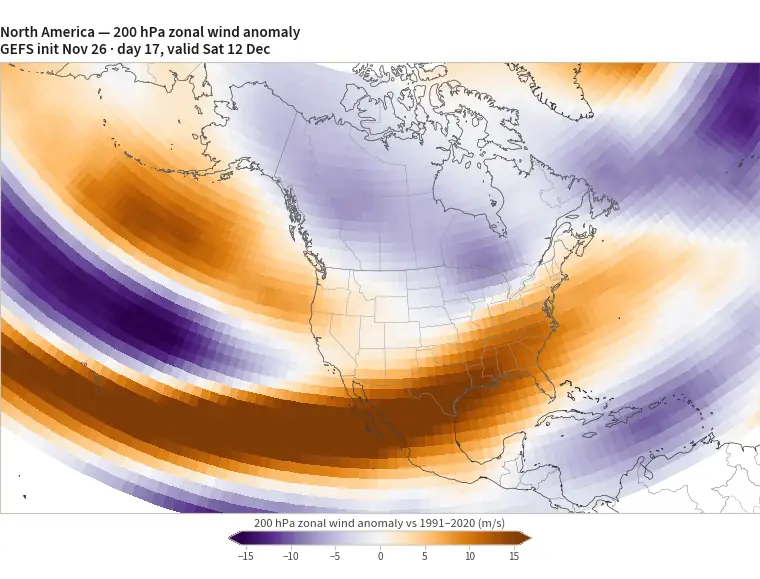 North America — 200 hPa zonal wind anomaly
GEFS init Nov 26 · day 17, valid Sat 12 Dec
200 hPa zonal wind anomaly vs 1991–2020 (m/s)
−15 −10 −5 0 5 10 15